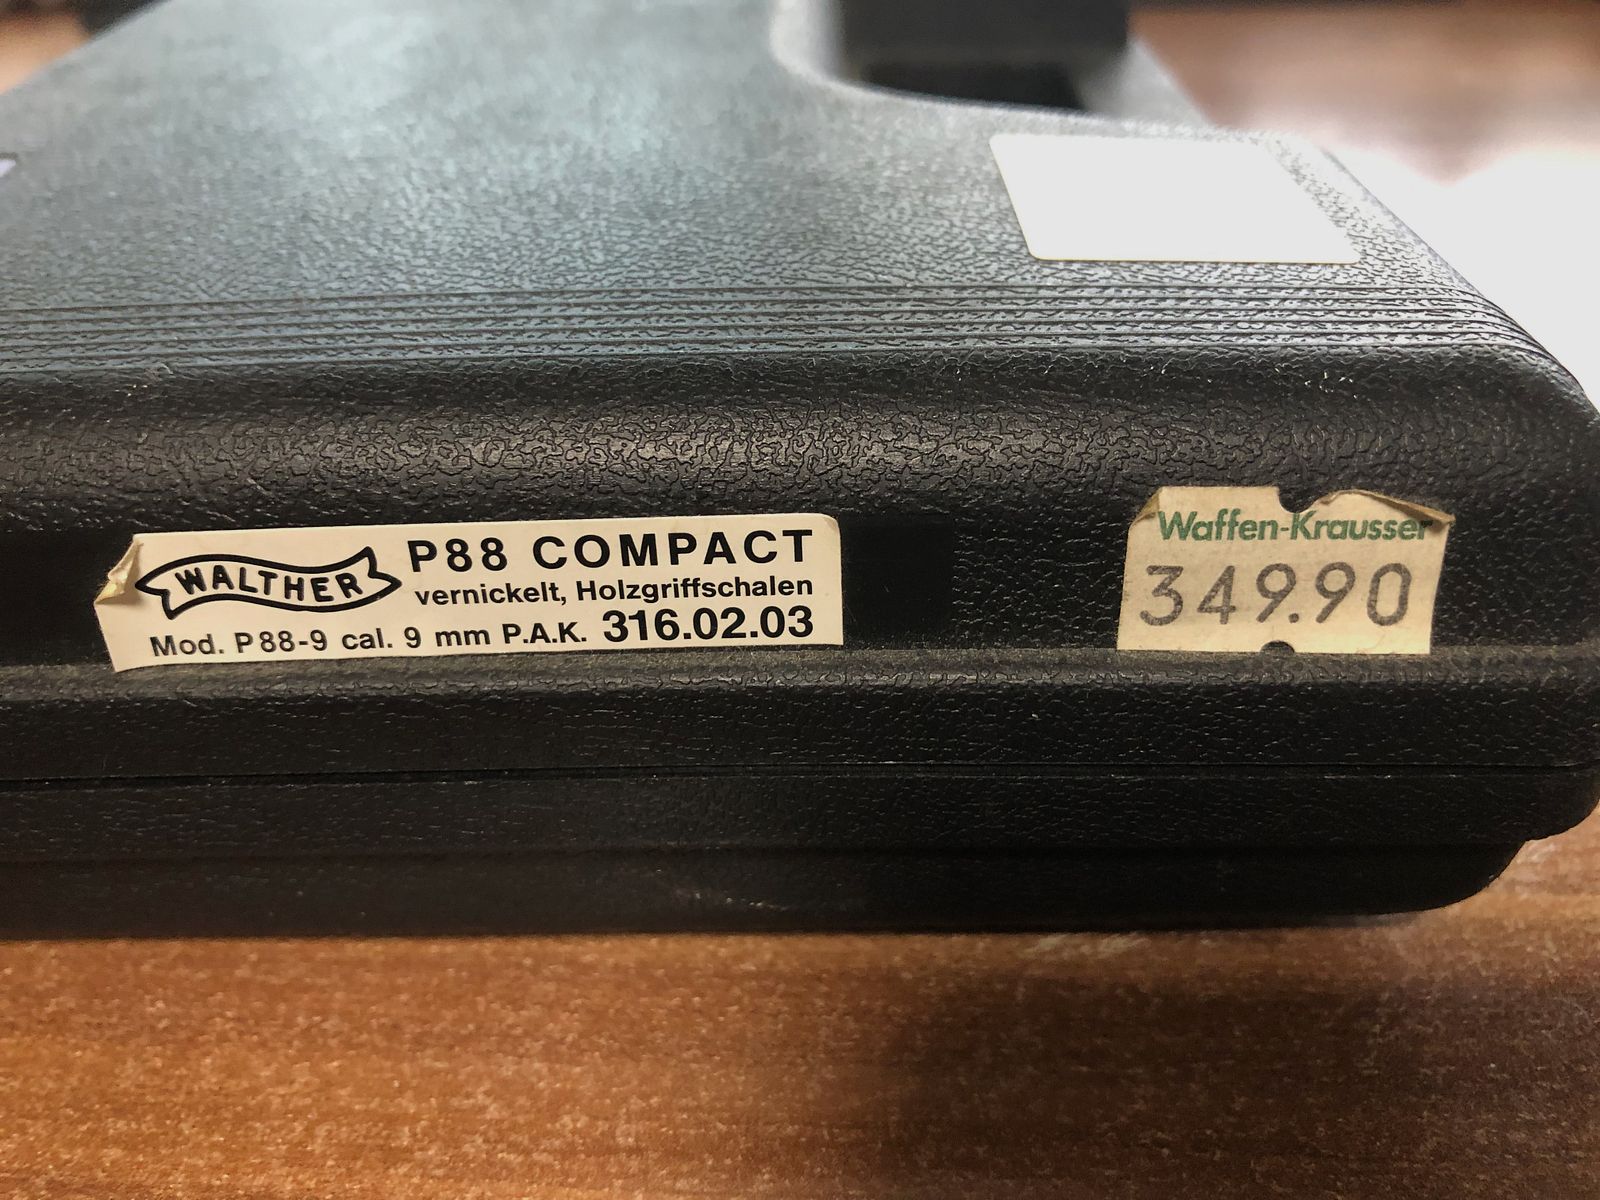 WALTHER
P88 COMPACT
vernickelt, Holzgriffschalen
Mod. P88-9 cal. 9 mm P.A.K. 316.02.03
Waffen-Krausser
349.90